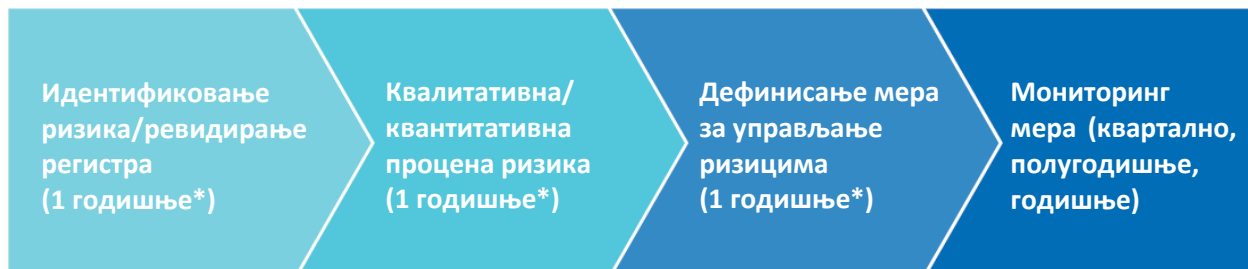 Идентификовање
ризика/ревидирање
регистра
(1 годишње*)
Квалитативна/
квантитативна
процена ризика
(1 годишње*)
Дефинисање мера
за управљање
ризицима
(1 годишње*)
Мониторинг
мера (квартално,
полугодишње,
годишње)